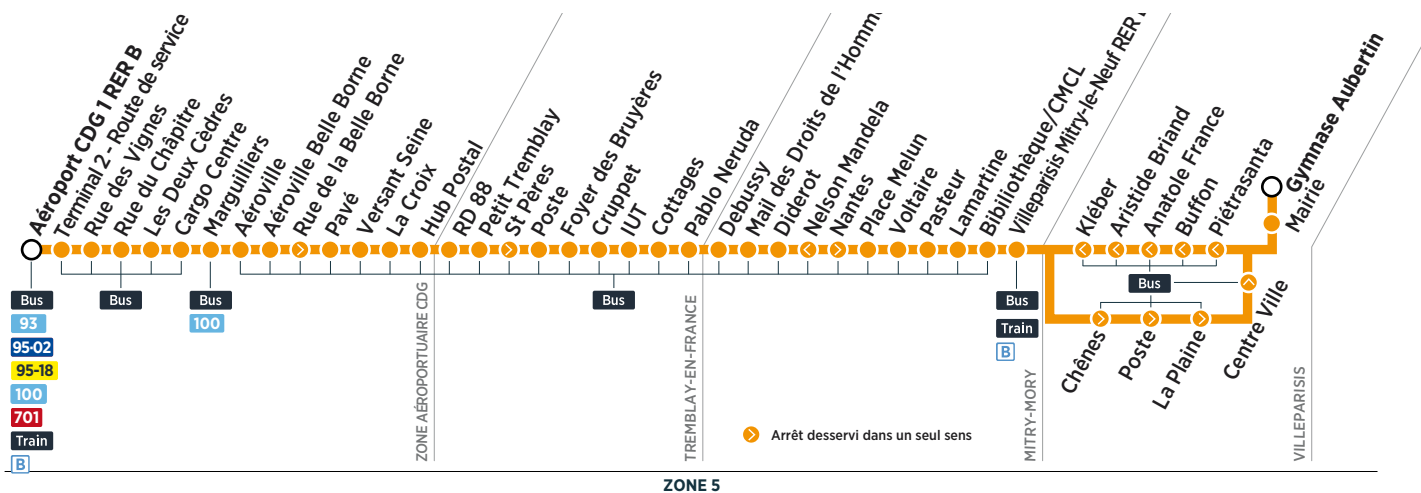 Aéroport CDG 1 RER B
Terminal 2 - Route de service
Rue des Vignes
Rue du Châpitre
Les Deux Cèdres
Cargo Centre
Marguilliers
Aéroville
Aéroville Belle Borne
Rue de la Belle Borne
Pavé
Versant Seine
La Croix
Hub Postal
RD 88
Petit Tremblay
St Pères
Poste
Foyer des Bruyères
Cruppet
IUT
Cottages
Pablo Neruda
Debussy
Mail des Droits de l'Homme
Diderot
Nelson Mandela
Nantes
Place Melun
Voltaire
Pasteur
Lamartine
Bibliothèque/CMCL
Villeparisis Mitry-le-Neuf RER
Kléber
Aristide Briand
Anatole France
Buffon
Piétrasanta
Gymnase Aubertin
Mairie
Chênes
Poste
La Plaine
Centre Ville
Bus
93
95-02
95-18
100
701
Train
B
Bus
Bus
100
Bus
Bus
Train
B
Bus
ZONE AÉROPORTUAIRE CDG
TREMBLAY-EN-FRANCE
MITRY-MORY
VILLEPARISIS
Arrêt desservi dans un seul sens
ZONE 5